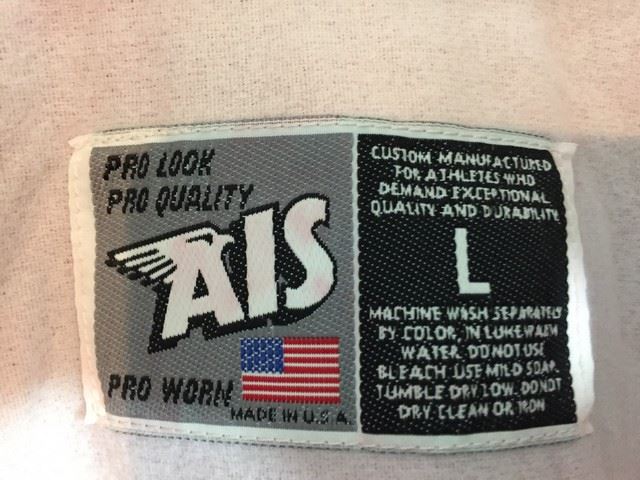 PRO LOOK
PRO QUALITY
AIS
PRO WORN
MADE IN U.S.A.
CUSTOM MANUFACTURED
FOR ATHLETES WHO
DEMAND EXCEPTIONAL
QUALITY AND DURABILITY
L
MACHINE WASH SEPARATELY
BY COLOR, IN LUKE WARM
WATER. DO NOT USE
BLEACH USE MILD SOAP.
TUMBLE DRY LOW. DO NOT
DRY CLEAN OR IRON